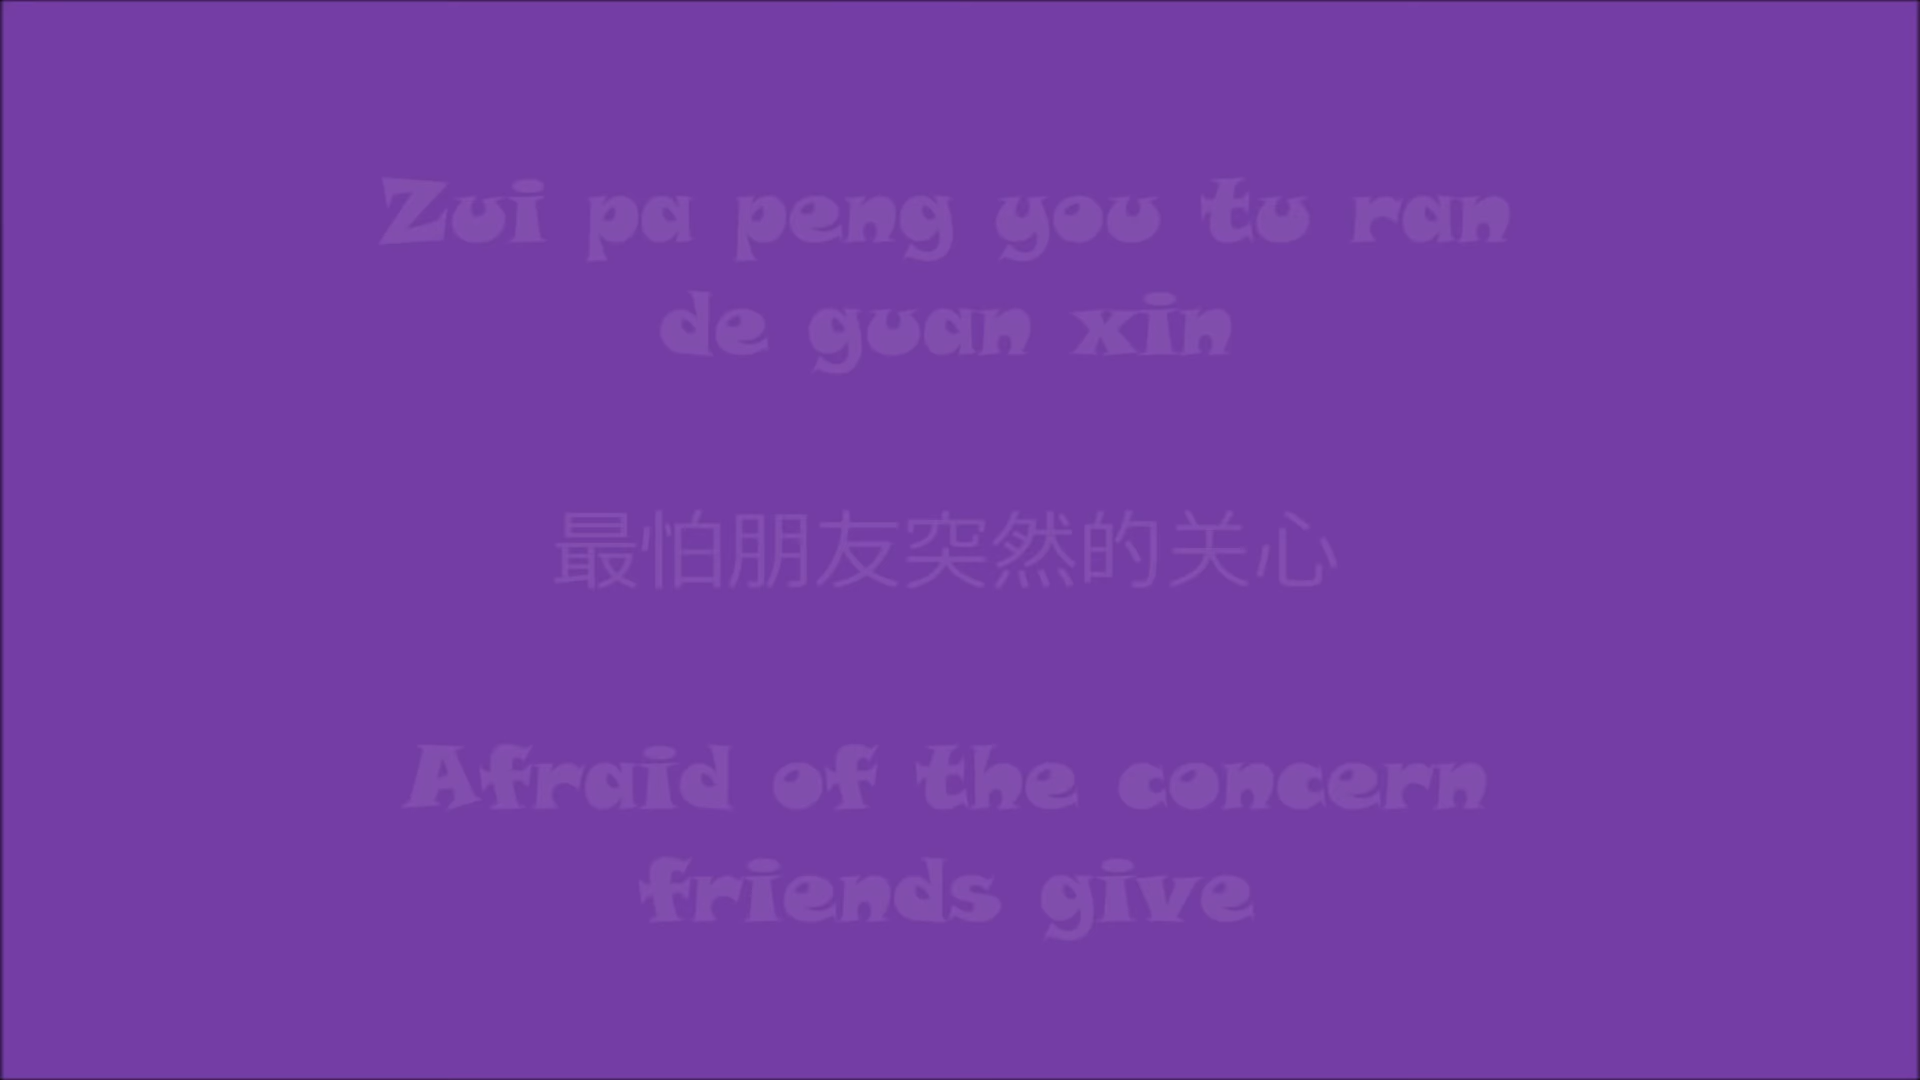 Zui pa peng you tu ran
de guan xin
最怕朋友突然的关心
Afraid of the concern
friends give